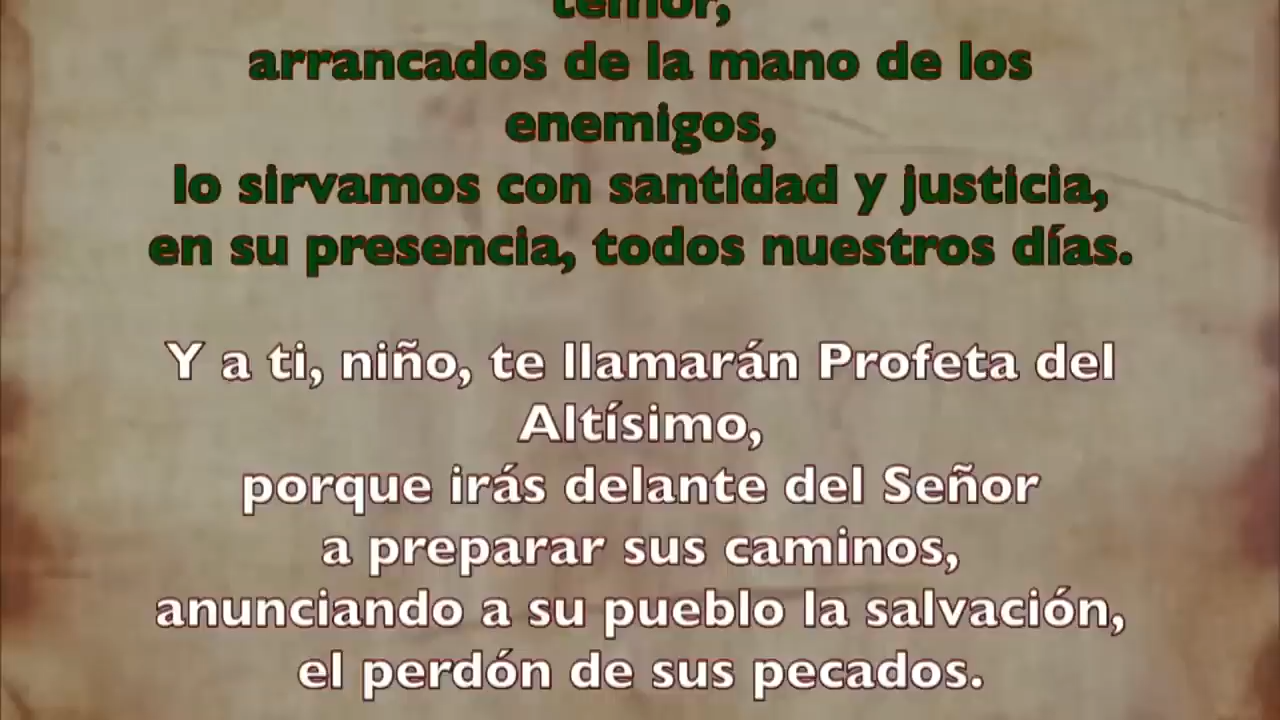 temor,
arrancados de la mano de los
enemigos,
lo sirvamos con santidad y justicia,
en su presencia, todos nuestros días.
Y a ti, niño, te llamarán Profeta del
Altísimo,
porque irás delante del Señor
a preparar sus caminos,
anunciando a su pueblo la salvación,
el perdón de sus pecados.